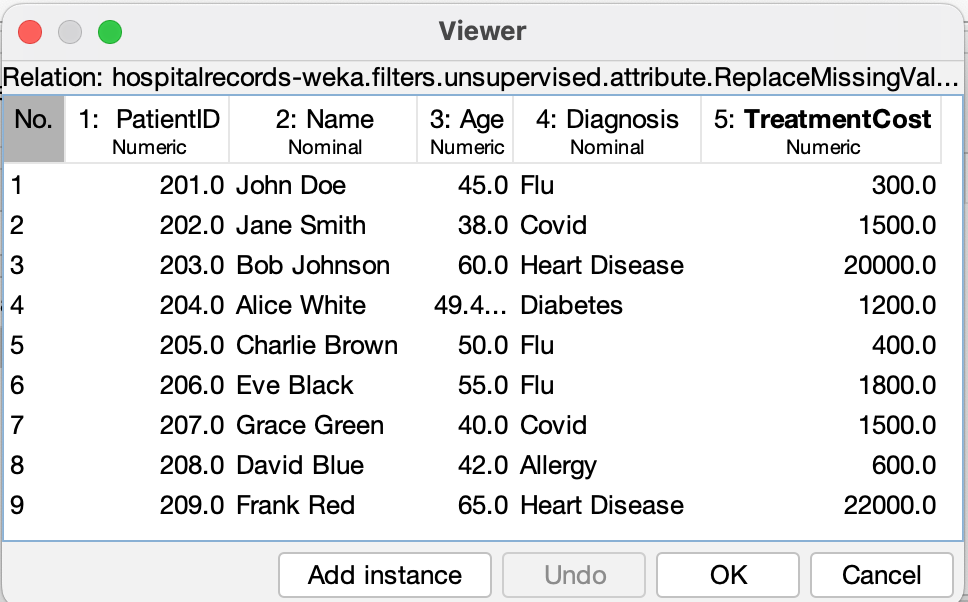 Viewer
Relation: hospitalrecords-weka.filters.unsupervised.attribute.ReplaceMissingVal...
No. 1: PatientID 2: Name 3: Age 4: Diagnosis 5: TreatmentCost
Numeric Nominal Numeric Nominal Numeric
1 201.0 John Doe 45.0 Flu 300.0
2 202.0 Jane Smith 38.0 Covid 1500.0
3 203.0 Bob Johnson 60.0 Heart Disease 20000.0
4 204.0 Alice White 49.4... Diabetes 1200.0
5 205.0 Charlie Brown 50.0 Flu 400.0
6 206.0 Eve Black 55.0 Flu 1800.0
7 207.0 Grace Green 40.0 Covid 1500.0
8 208.0 David Blue 42.0 Allergy 600.0
9 209.0 Frank Red 65.0 Heart Disease 22000.0
Add instance Undo OK Cancel